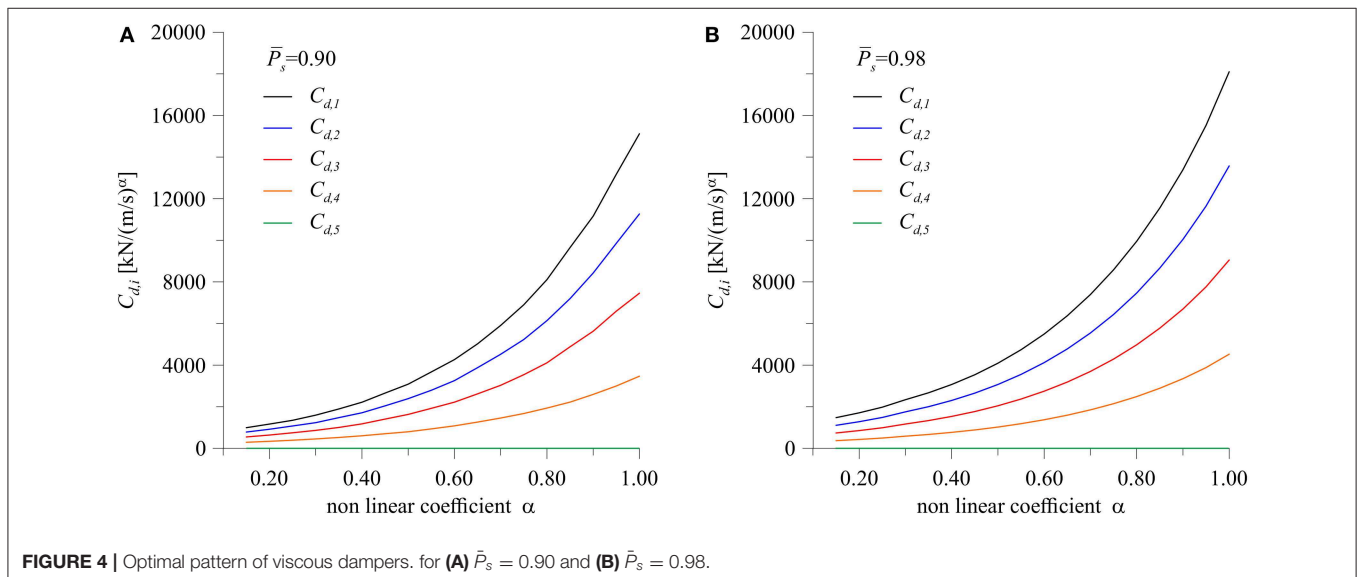 A
P̄s=0.90
Cd,1
Cd,2
Cd,3
Cd,4
Cd,5
20000
16000
12000
8000
4000
0
Cd,i [kN/(m/s)^α]
0.20 0.40 0.60 0.80 1.00
non linear coefficient α
B
P̄s=0.98
Cd,1
Cd,2
Cd,3
Cd,4
Cd,5
20000
16000
12000
8000
4000
0
Cd,i [kN/(m/s)^α]
0.20 0.40 0.60 0.80 1.00
non linear coefficient α
FIGURE 4 | Optimal pattern of viscous dampers. for (A) P̄s = 0.90 and (B) P̄s = 0.98.